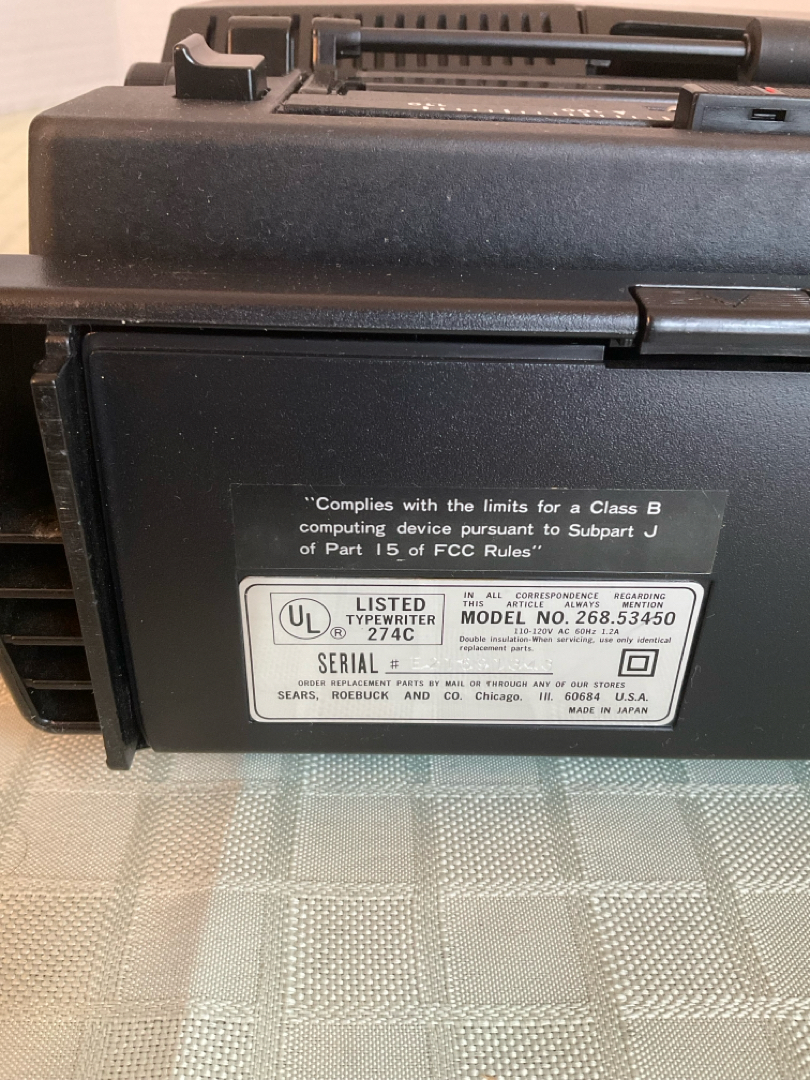 "Complies with the limits for a Class B
computing device pursuant to Subpart J
of Part 15 of FCC Rules"
UL ® LISTED
TYPEWRITER
274C
IN ALL CORRESPONDENCE REGARDING
THIS ARTICLE ALWAYS MENTION
MODEL NO. 268.53450
110-120V AC 60Hz 1.2A
Double insulation-When servicing, use only identical
replacement parts.
SERIAL #
ORDER REPLACEMENT PARTS BY MAIL OR THROUGH ANY OF OUR STORES
SEARS, ROEBUCK AND CO. Chicago. Ill. 60684 U.S.A.
MADE IN JAPAN